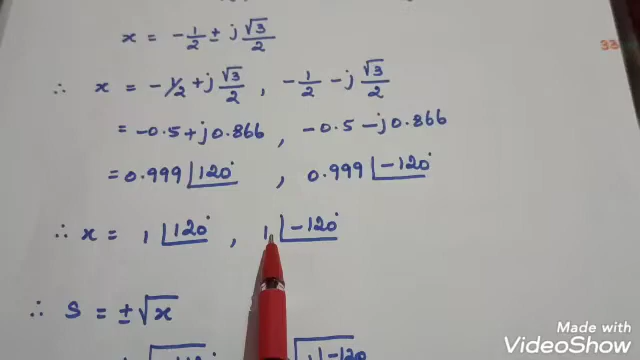 x = -1/2 ± j √3/2
33
∴ x = -1/2 + j √3/2 , -1/2 - j √3/2
= -0.5 + j0.866 , -0.5 - j0.866
= 0.999 ∠120° , 0.999 ∠-120°
∴ x = 1 ∠120° , 1 ∠-120°
∴ S = ± √x
Made with
VideoShow